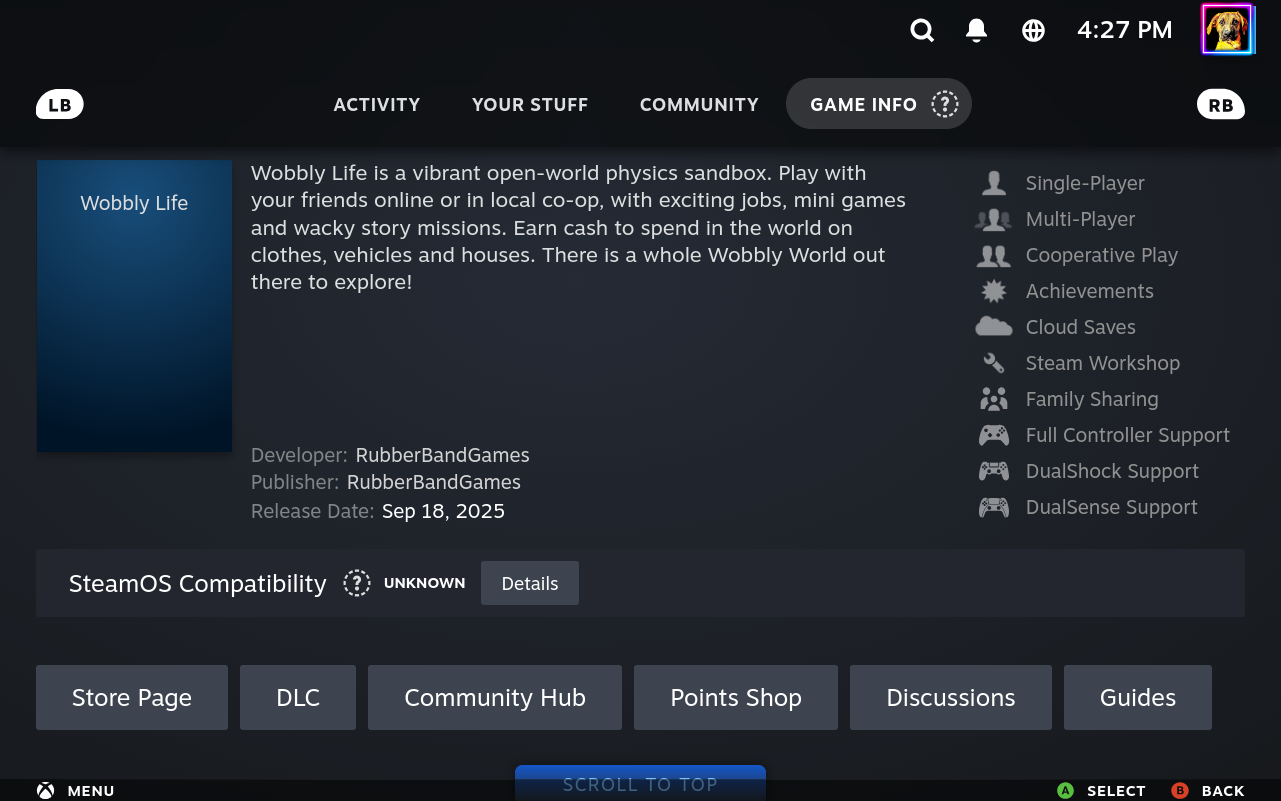 4:27 PM
LB
ACTIVITY
YOUR STUFF
COMMUNITY
GAME INFO
RB
Wobbly Life
Wobbly Life is a vibrant open-world physics sandbox. Play with
your friends online or in local co-op, with exciting jobs, mini games
and wacky story missions. Earn cash to spend in the world on
clothes, vehicles and houses. There is a whole Wobbly World out
there to explore!
Developer: RubberBandGames
Publisher: RubberBandGames
Release Date: Sep 18, 2025
Single-Player
Multi-Player
Cooperative Play
Achievements
Cloud Saves
Steam Workshop
Family Sharing
Full Controller Support
DualShock Support
DualSense Support
SteamOS Compatibility ? UNKNOWN Details
Store Page
DLC
Community Hub
Points Shop
Discussions
Guides
SCROLL TO TOP
MENU
A SELECT
B BACK